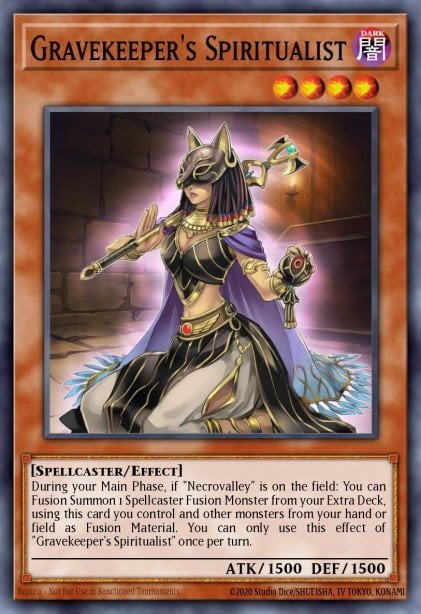 GRAVEKEEPER'S SPIRITUALIST
DARK
闇
[SPELLCASTER/EFFECT]
During your Main Phase, if "Necrovalley" is on the field: You can
Fusion Summon 1 Spellcaster Fusion Monster from your Extra Deck,
using this card you control and other monsters from your hand or
field as Fusion Material. You can only use this effect of
"Gravekeeper's Spiritualist" once per turn.
ATK/1500 DEF/1500
Replica - Not For Use in Sanctioned Tournaments
©2020 Studio Dice/SHUEISHA, TV TOKYO, KONAMI